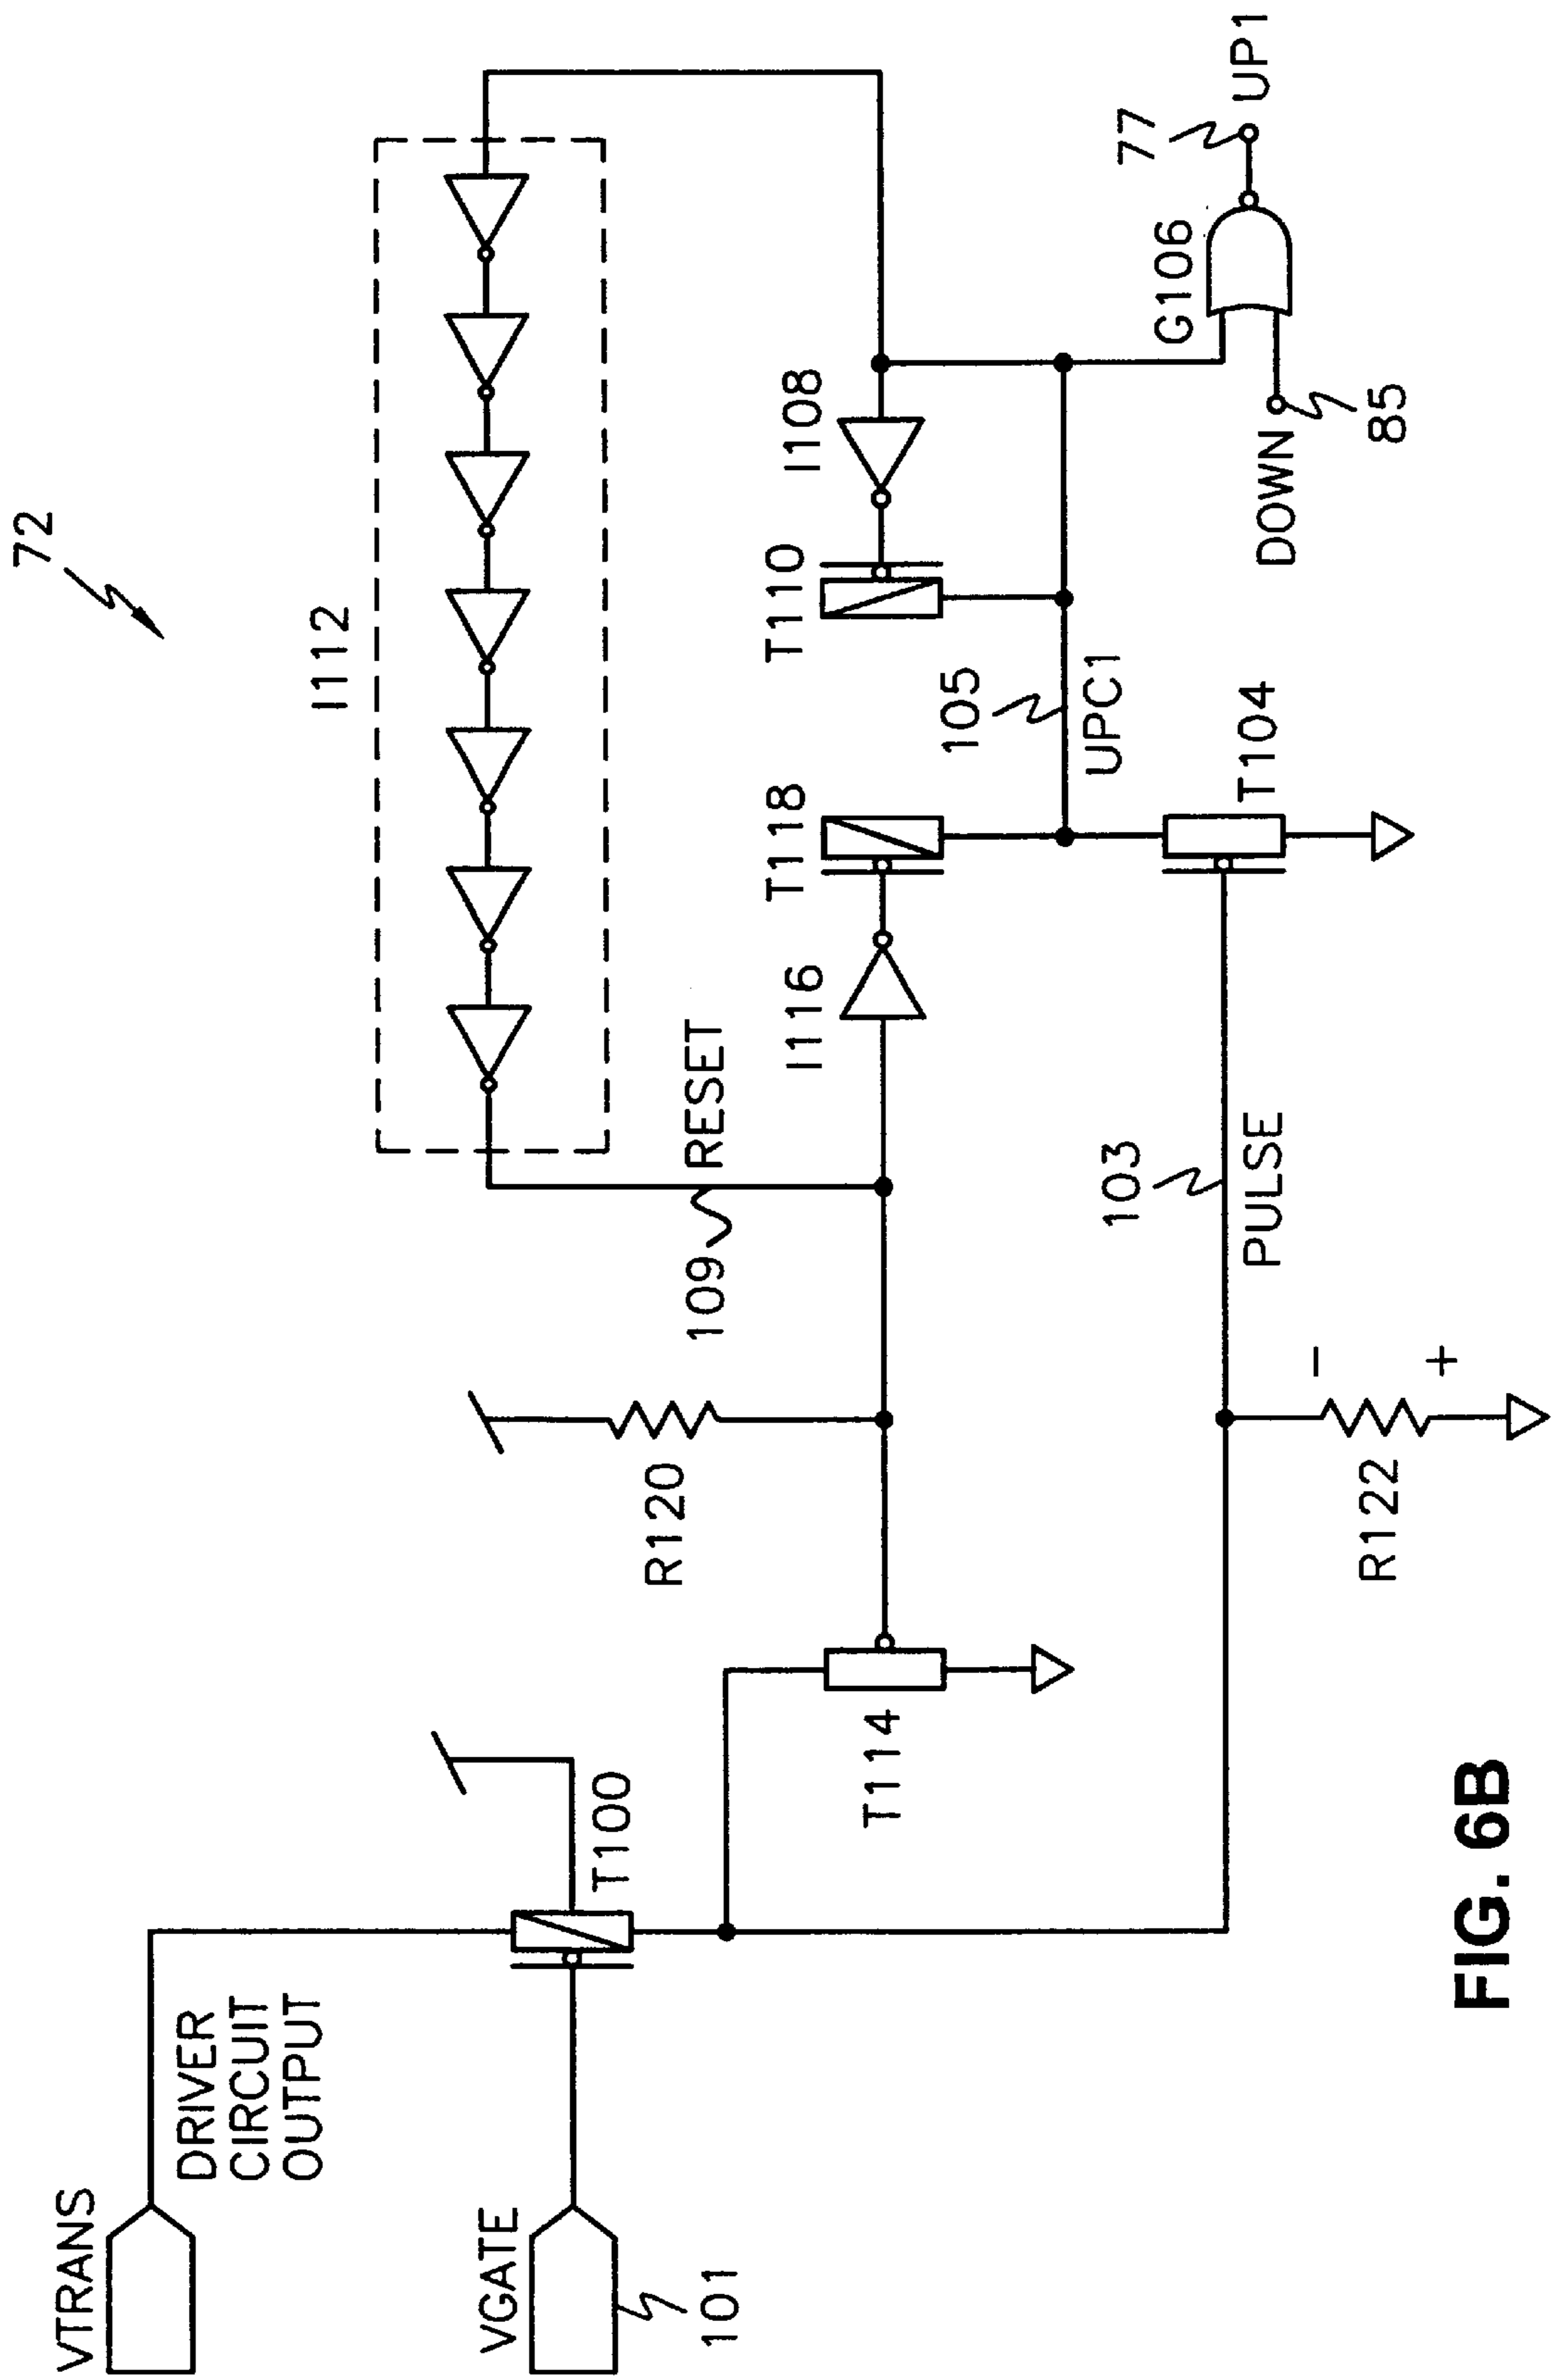 72
I112
VTRANS
DRIVER
CIRCUIT
OUTPUT
VGATE
101
T100
R120
109
RESET
I116
T118
T110
I108
T114
105
UPC1
103
PULSE
T104
G106
77
UP1
DOWN
85
R122
-
+
FIG. 6B